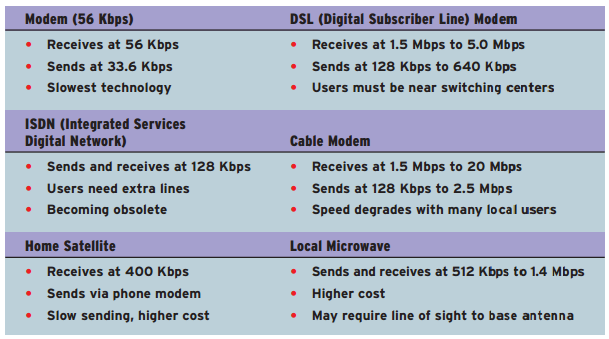 Modem (56 Kbps)
• Receives at 56 Kbps
• Sends at 33.6 Kbps
• Slowest technology
DSL (Digital Subscriber Line) Modem
• Receives at 1.5 Mbps to 5.0 Mbps
• Sends at 128 Kbps to 640 Kbps
• Users must be near switching centers
ISDN (Integrated Services
Digital Network)
• Sends and receives at 128 Kbps
• Users need extra lines
• Becoming obsolete
Cable Modem
• Receives at 1.5 Mbps to 20 Mbps
• Sends at 128 Kbps to 2.5 Mbps
• Speed degrades with many local users
Home Satellite
• Receives at 400 Kbps
• Sends via phone modem
• Slow sending, higher cost
Local Microwave
• Sends and receives at 512 Kbps to 1.4 Mbps
• Higher cost
• May require line of sight to base antenna